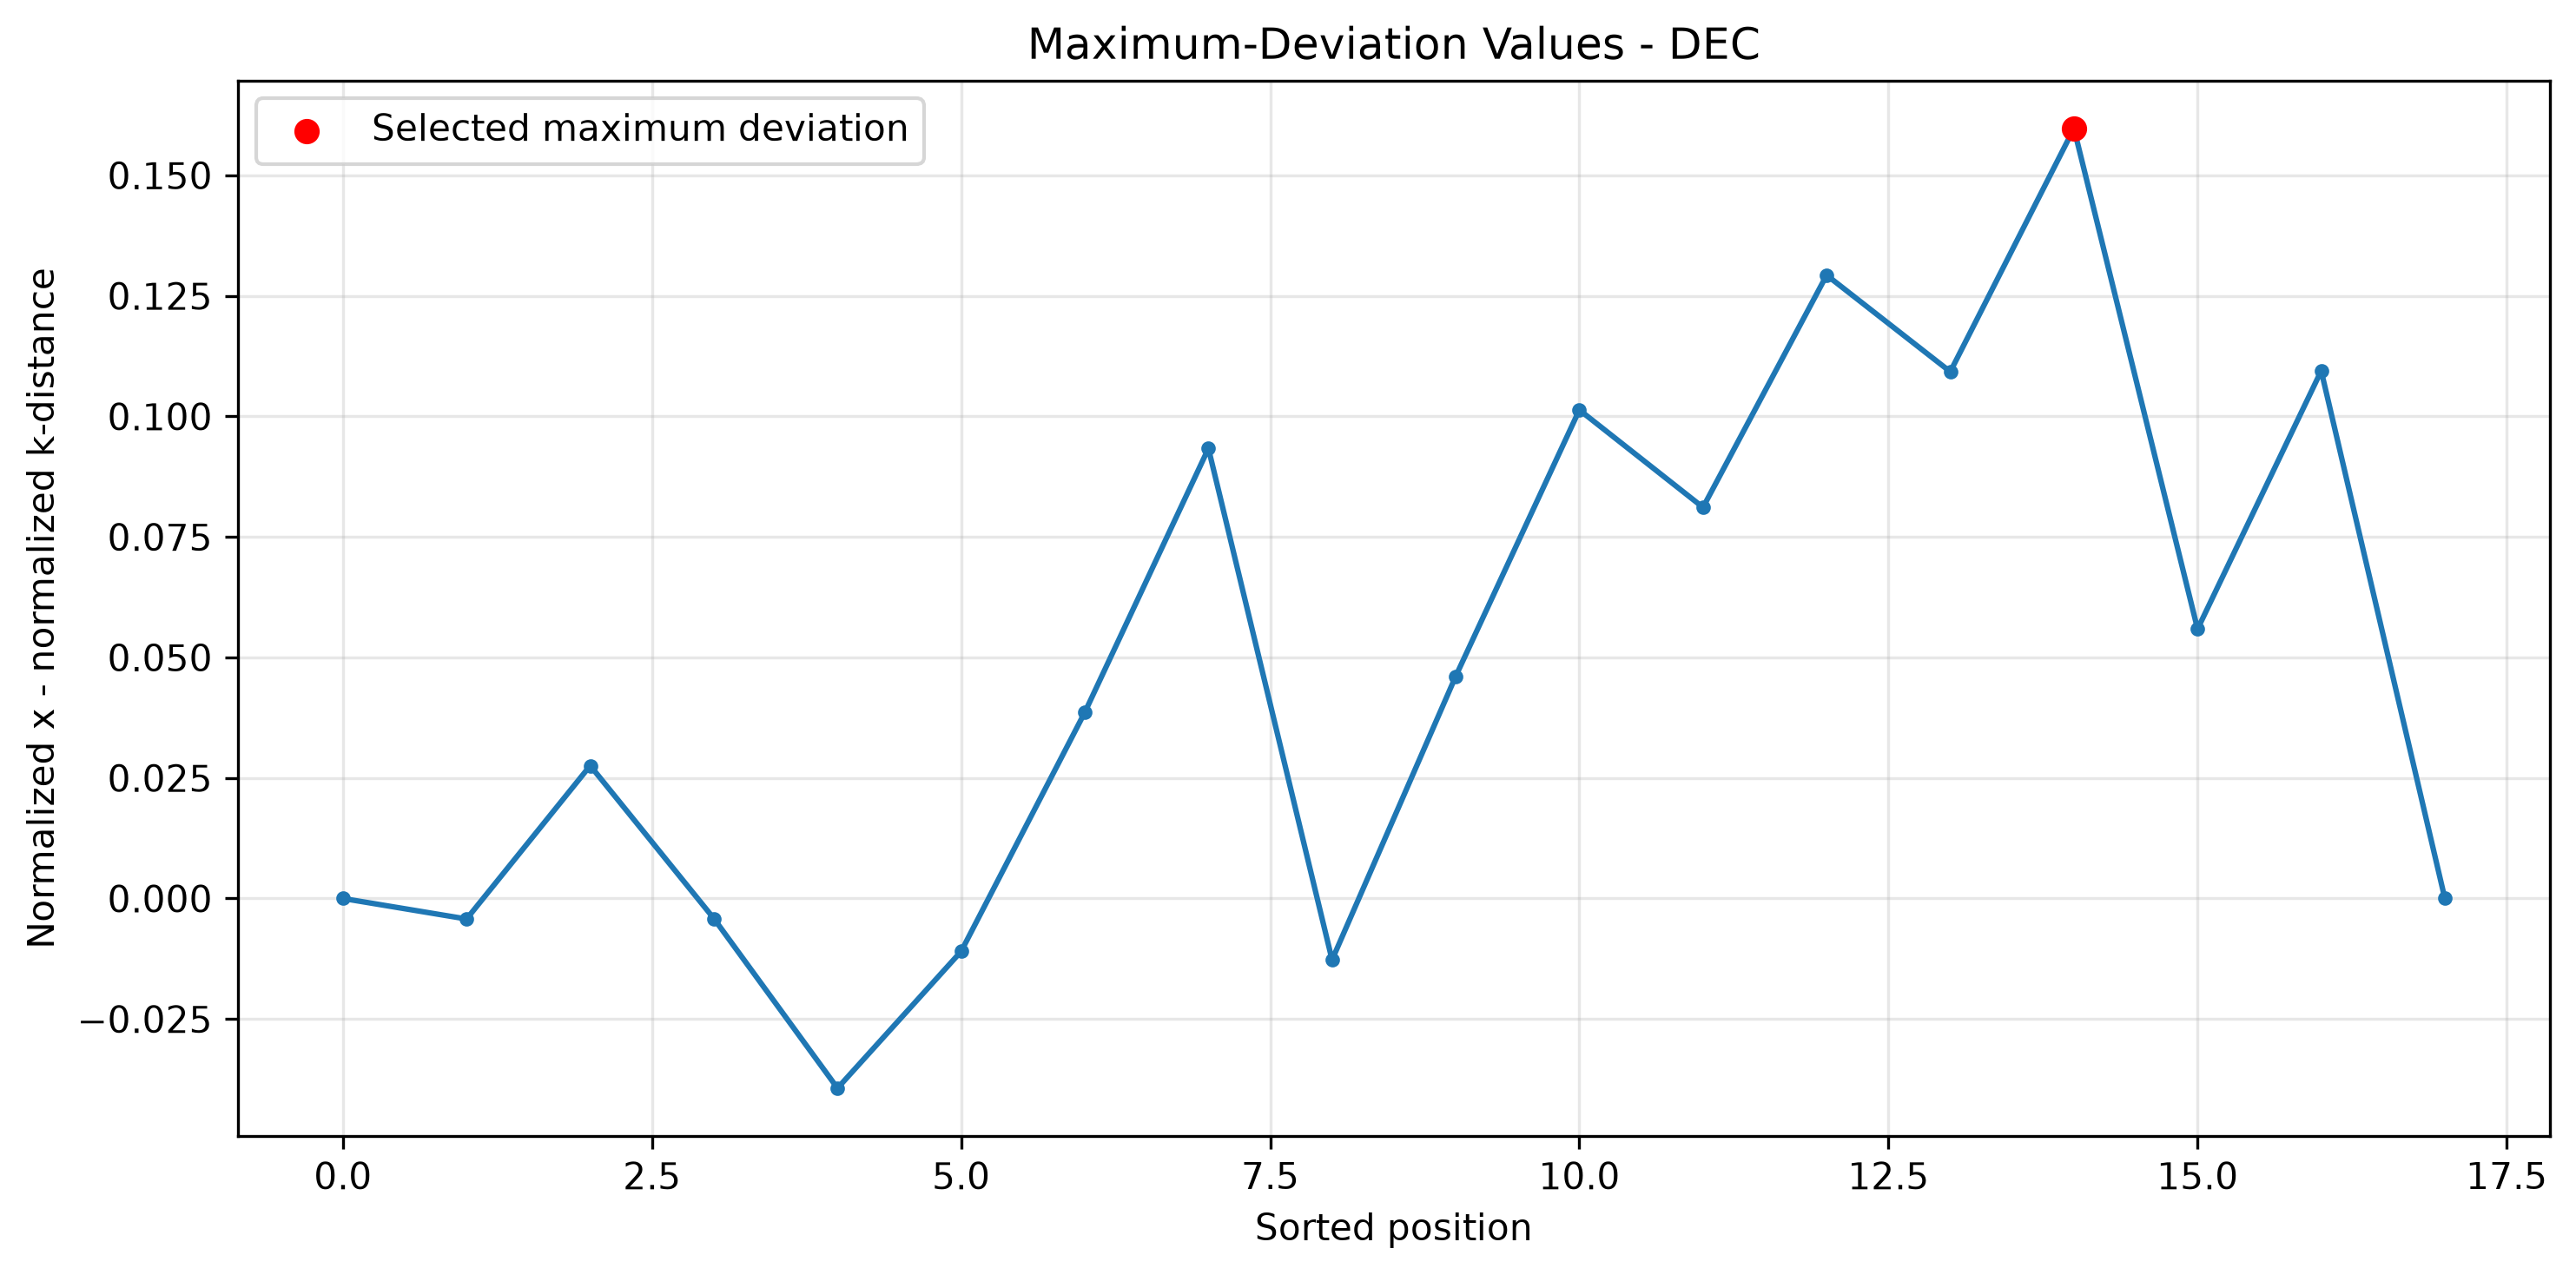 Maximum-Deviation Values - DEC
Selected maximum deviation
Normalized x - normalized k-distance
0.150
0.125
0.100
0.075
0.050
0.025
0.000
−0.025
0.0 2.5 5.0 7.5 10.0 12.5 15.0 17.5
Sorted position